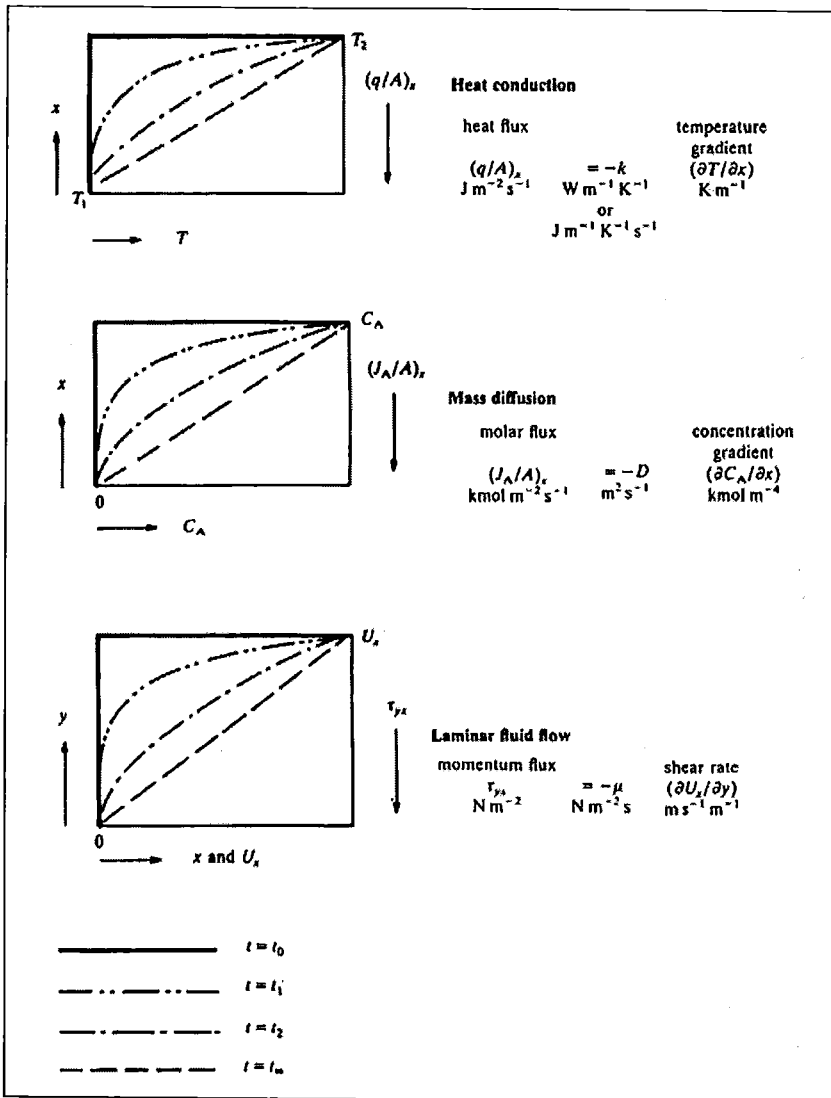 T₂
(q/A)ₓ
x
T₁
T
Heat conduction
heat flux temperature
gradient
(q/A)ₓ = −k (∂T/∂x)
J m⁻² s⁻¹ W m⁻¹ K⁻¹ K m⁻¹
or
J m⁻¹ K⁻¹ s⁻¹
C_A
(J_A/A)ₓ
x
0
C_A
Mass diffusion
molar flux concentration
gradient
(J_A/A)ₓ = −D (∂C_A/∂x)
kmol m⁻² s⁻¹ m² s⁻¹ kmol m⁻⁴
Uₓ
τ_yx
y
0
x and Uₓ
Laminar fluid flow
momentum flux shear rate
τ_yx = −μ (∂Uₓ/∂y)
N m⁻² N m⁻² s m s⁻¹ m⁻¹
t = t₀
t = t₁
t = t₂
t = t∞